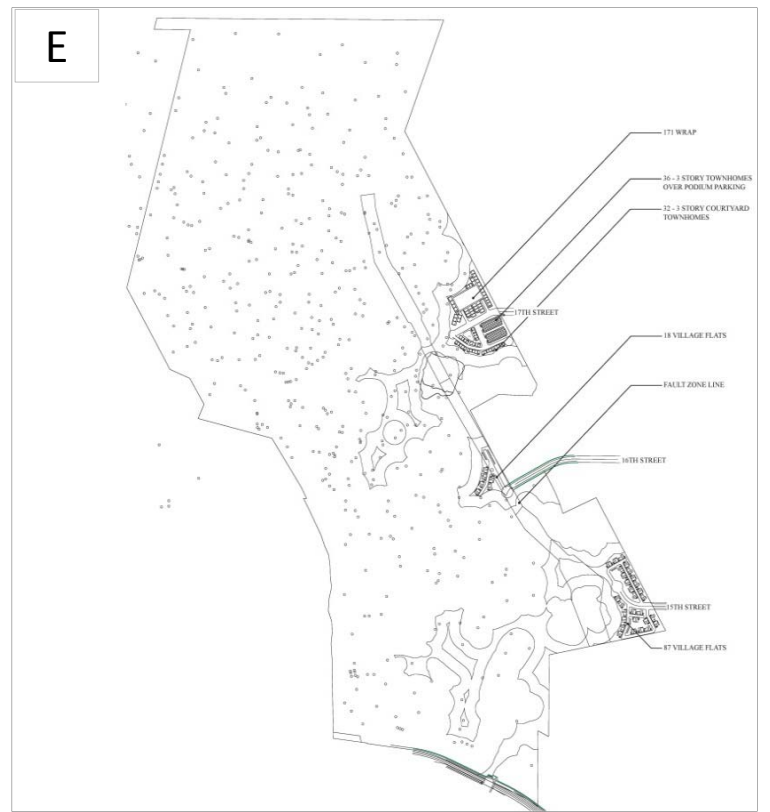 E
171 WRAP
36 - 3 STORY TOWNHOMES
OVER PODIUM PARKING
32 - 3 STORY COURTYARD
TOWNHOMES
17TH STREET
18 VILLAGE FLATS
FAULT ZONE LINE
16TH STREET
15TH STREET
87 VILLAGE FLATS